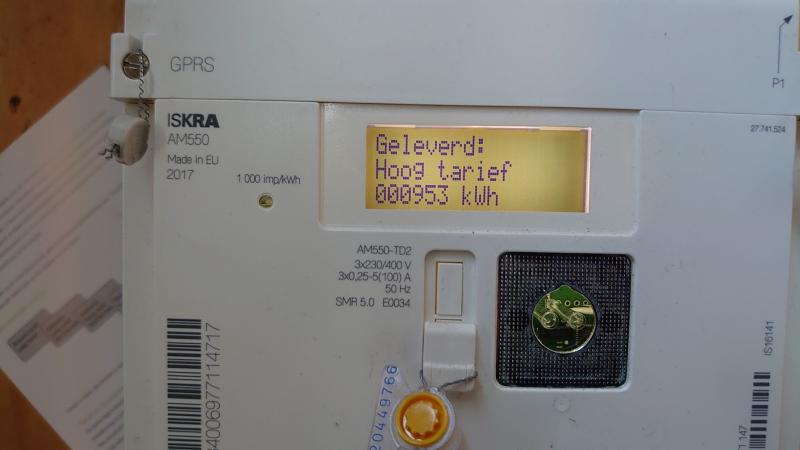 GPRS
P1
ISKRA
AM550
Made in EU
2017
1 000 imp/kWh
27.741.524
Geleverd:
Hoog tarief
000953 kWh
AM550-TD2
3x230/400 V
3x0,25-5(100) A
50 Hz
SMR 5.0 E0034
IS16141
20449766